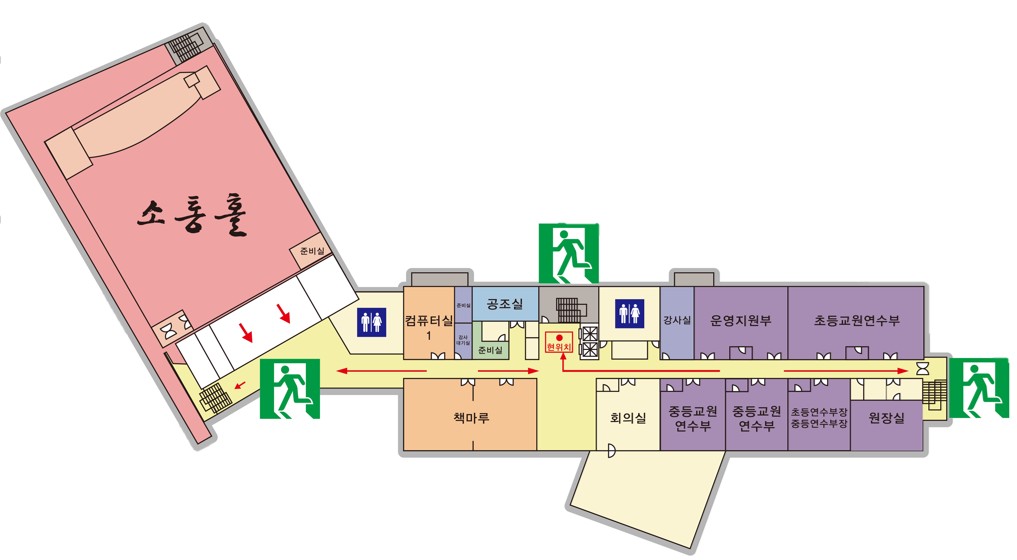 소통홀
준비실
컴퓨터실
1
준비실
강사
대기실
공조실
준비실
현위치
강사실
운영지원부
초등교원연수부
책마루
회의실
중등교원
연수부
중등교원
연수부
초등연수부장
중등연수부장
원장실